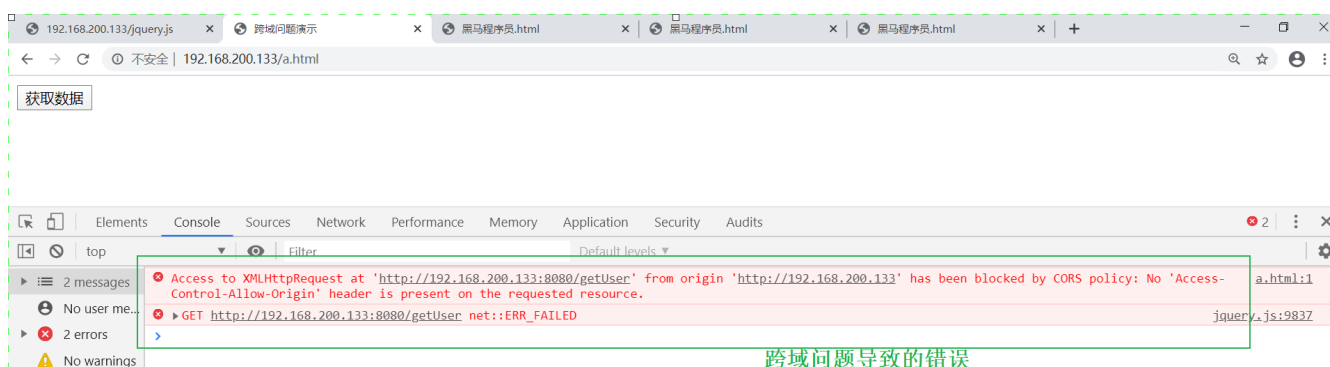 192.168.200.133/jquery.js
跨域问题演示
黑马程序员.html
黑马程序员.html
黑马程序员.html
不安全 | 192.168.200.133/a.html
获取数据
Elements Console Sources Network Performance Memory Application Security Audits 2
top Filter Default levels ▼
2 messages
No user me...
2 errors
No warnings
Access to XMLHttpRequest at 'http://192.168.200.133:8080/getUser' from origin 'http://192.168.200.133' has been blocked by CORS policy: No 'Access- a.html:1
Control-Allow-Origin' header is present on the requested resource.
GET http://192.168.200.133:8080/getUser net::ERR_FAILED jquery.js:9837
跨域问题导致的错误